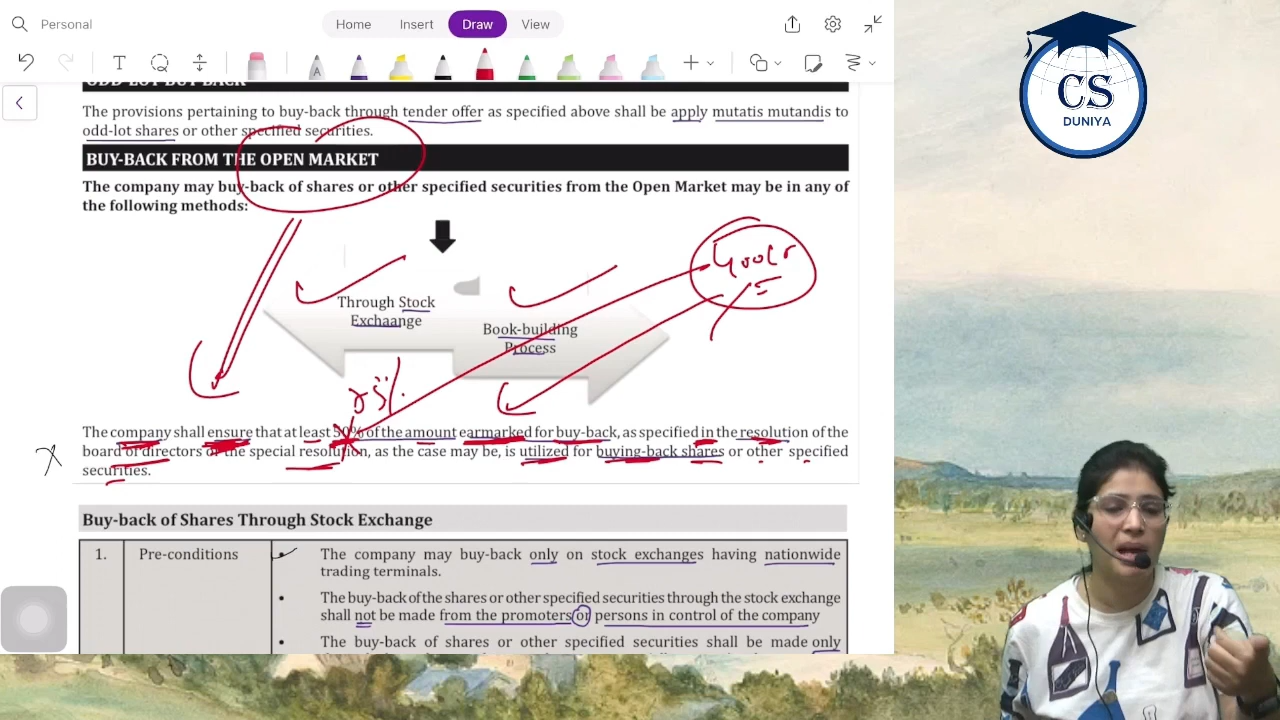 Personal
Home Insert Draw View
T
A
ODD-LOT BUY-BACK
The provisions pertaining to buy-back through tender offer as specified above shall be apply mutatis mutandis to
odd-lot shares or other specified securities.
BUY-BACK FROM THE OPEN MARKET
The company may buy-back of shares or other specified securities from the Open Market may be in any of
the following methods:
Through Stock
Exchaange
Book-building
Process
The company shall ensure that at least 50% of the amount earmarked for buy-back, as specified in the resolution of the
board of directors or the special resolution, as the case may be, is utilized for buying-back shares or other specified
securities.
Buy-back of Shares Through Stock Exchange
1. Pre-conditions
• The company may buy-back only on stock exchanges having nationwide
trading terminals.
• The buy-back of the shares or other specified securities through the stock exchange
shall not be made from the promoters or persons in control of the company
• The buy-back of shares or other specified securities shall be made only
CS
DUNIYA